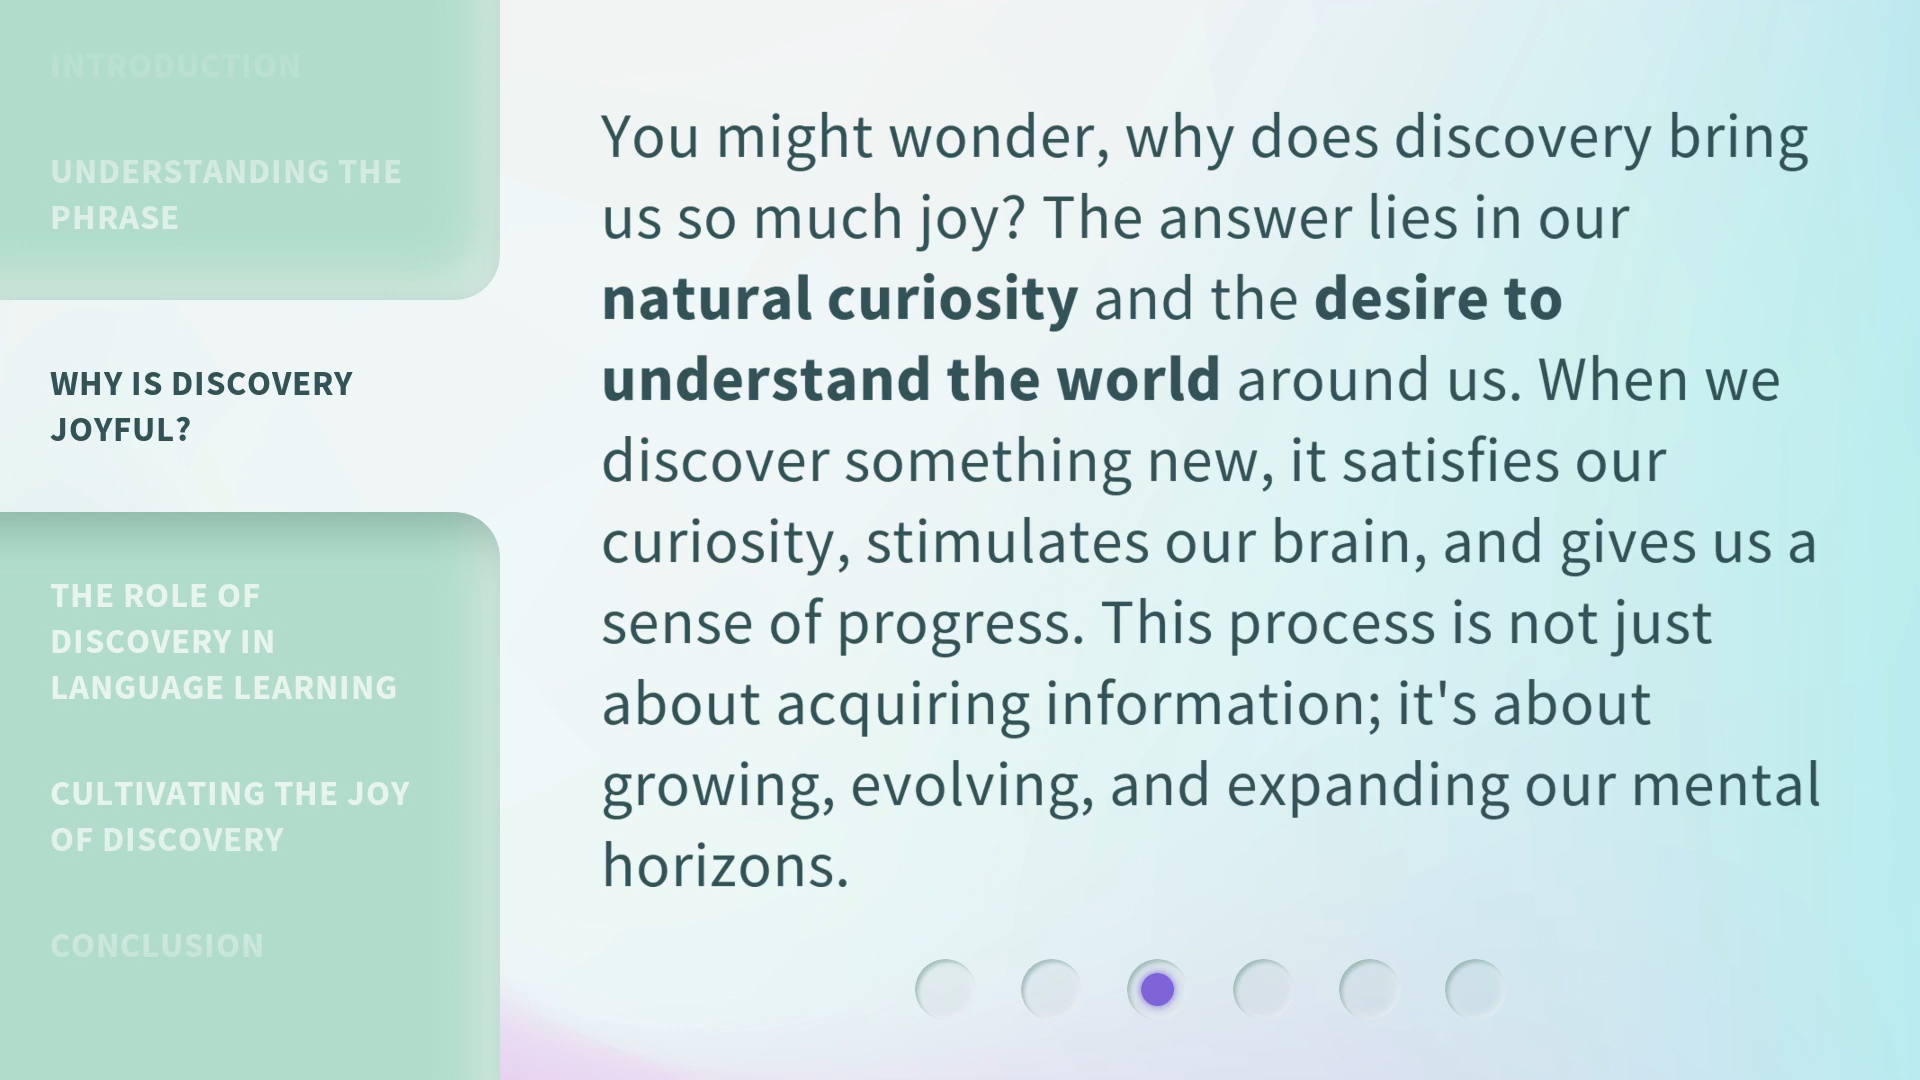 INTRODUCTION
UNDERSTANDING THE
PHRASE
WHY IS DISCOVERY
JOYFUL?
THE ROLE OF
DISCOVERY IN
LANGUAGE LEARNING
CULTIVATING THE JOY
OF DISCOVERY
CONCLUSION
You might wonder, why does discovery bring
us so much joy? The answer lies in our
natural curiosity and the desire to
understand the world around us. When we
discover something new, it satisfies our
curiosity, stimulates our brain, and gives us a
sense of progress. This process is not just
about acquiring information; it's about
growing, evolving, and expanding our mental
horizons.